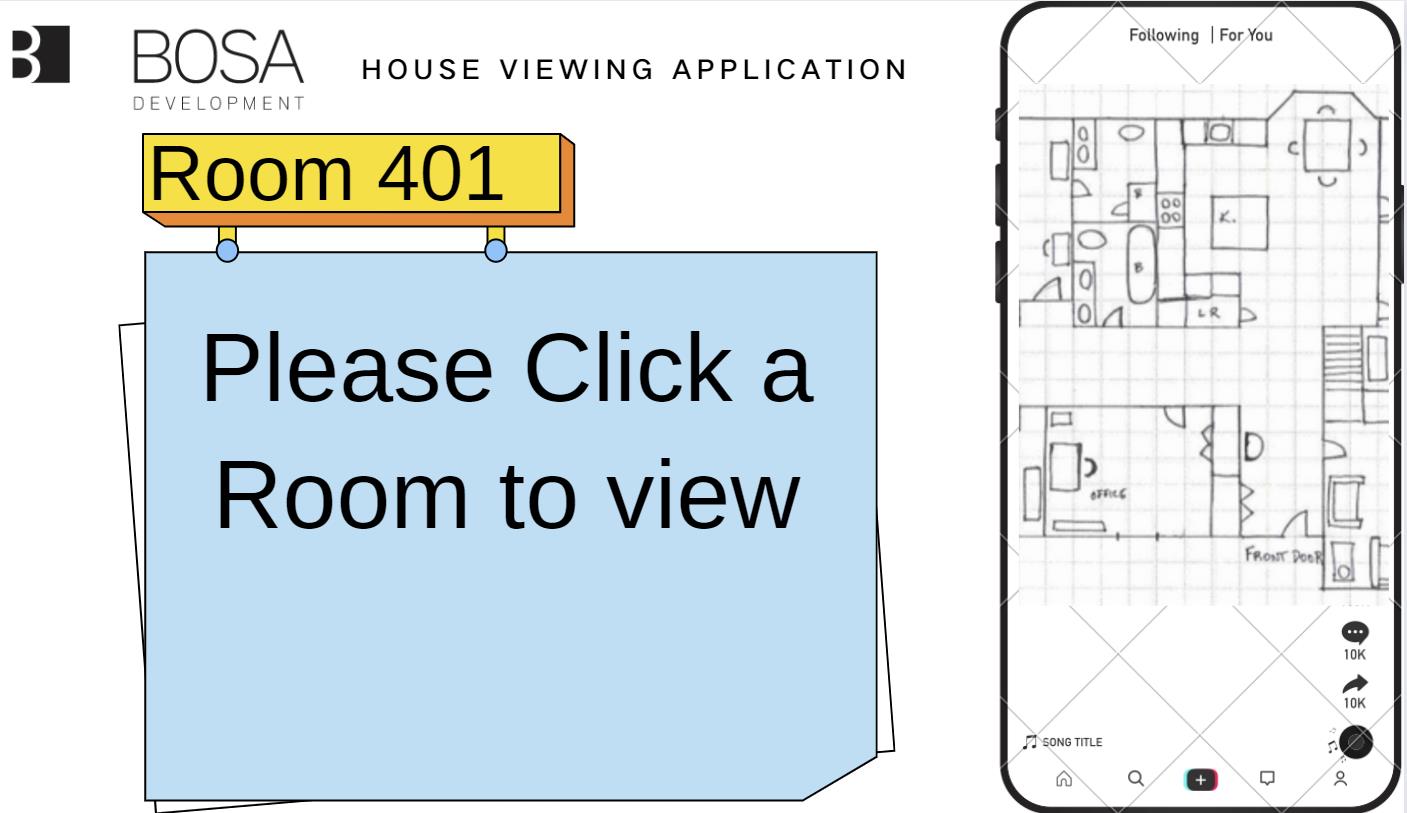 B
BOSA
DEVELOPMENT
HOUSE VIEWING APPLICATION
Room 401
Please Click a
Room to view
Following | For You
K.
B
LR
OFFICE
FRONT DOOR
10K
10K
SONG TITLE